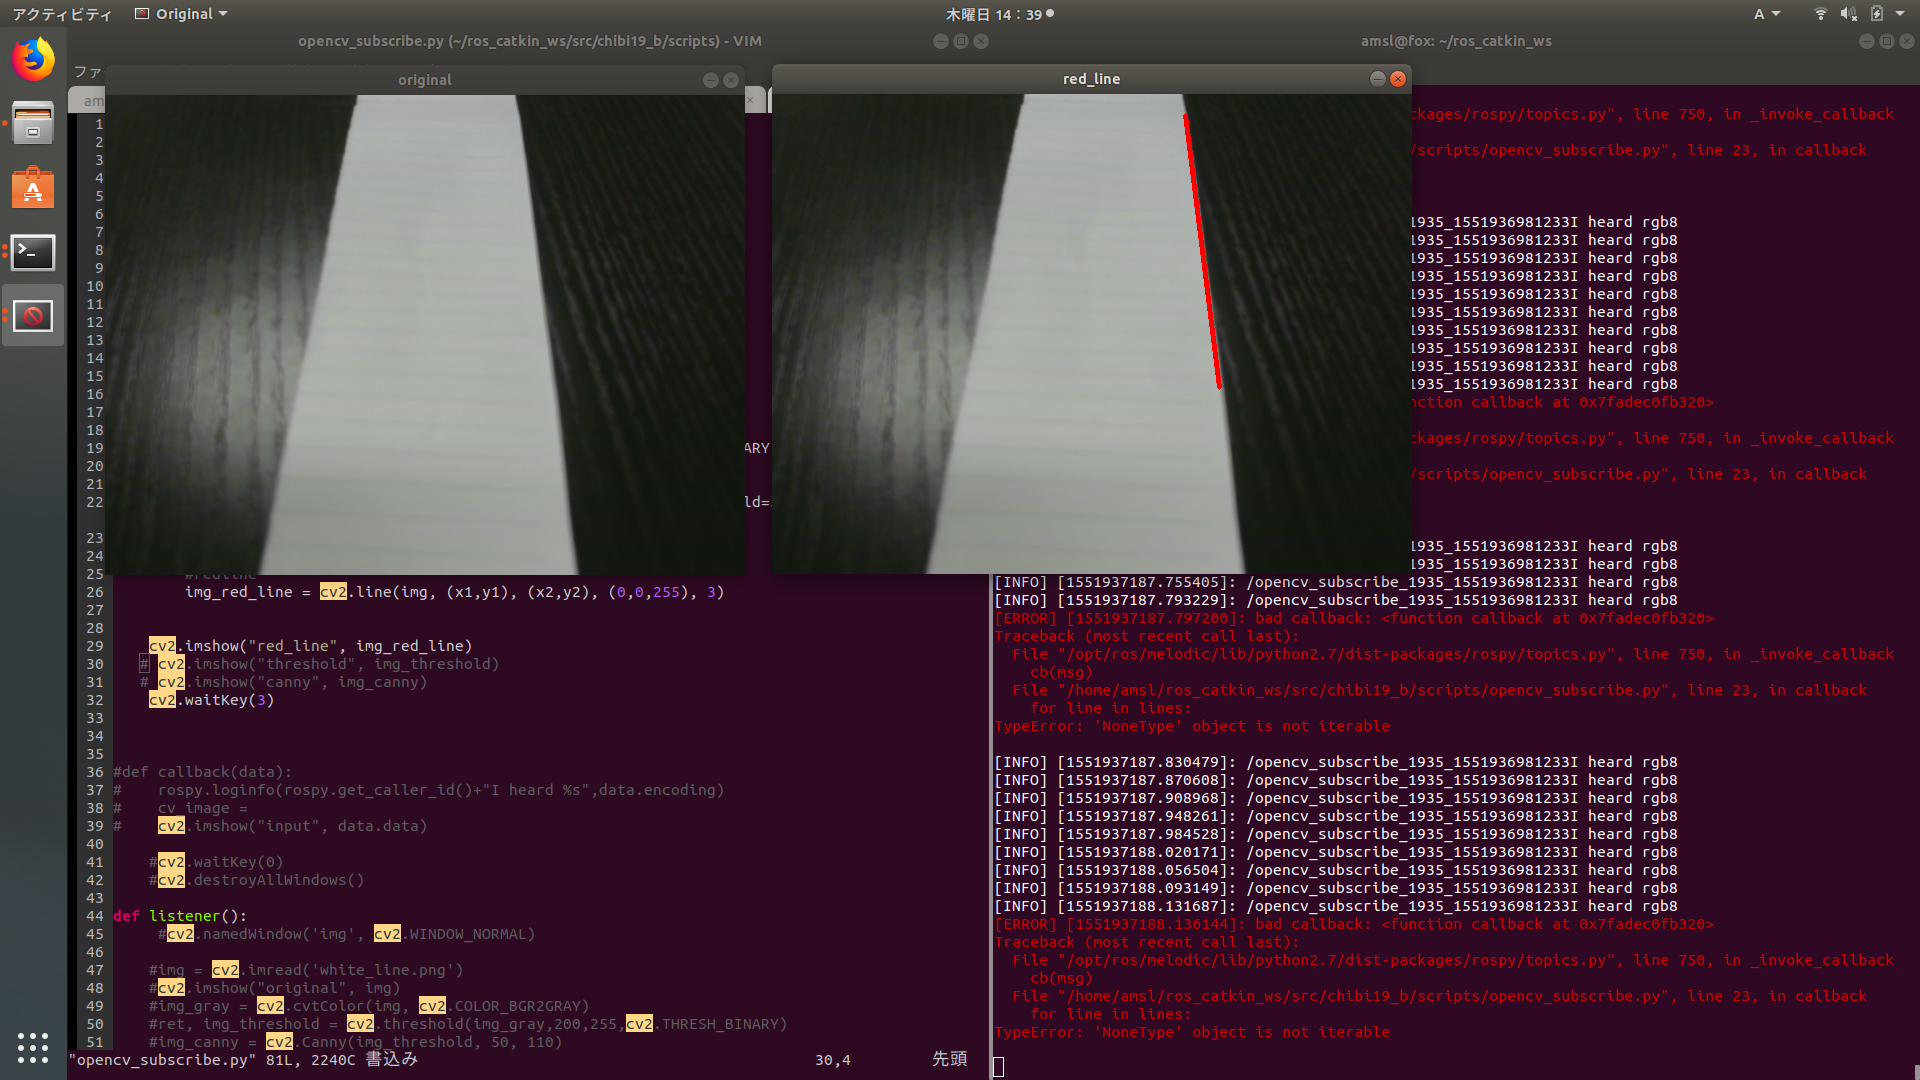 アクティビティ
Original
木曜日 14：39
A
opencv_subscribe.py (~/ros_catkin_ws/src/chibi19_b/scripts) - VIM
amsl@fox: ~/ros_catkin_ws
ファ
original
red_line
am
1
2
3
4
5
6
7
8
9
10
11
12
13
14
15
16
17
18
19
ARY
20
21
22
ld=
23
24
25 #redline
26 img_red_line = cv2.line(img, (x1,y1), (x2,y2), (0,0,255), 3)
27
28
29 cv2.imshow("red_line", img_red_line)
30 # cv2.imshow("threshold", img_threshold)
31 # cv2.imshow("canny", img_canny)
32 cv2.waitKey(3)
33
34
35
36 #def callback(data):
37 # rospy.loginfo(rospy.get_caller_id()+"I heard %s",data.encoding)
38 # cv_image =
39 # cv2.imshow("input", data.data)
40
41 #cv2.waitKey(0)
42 #cv2.destroyAllWindows()
43
44 def listener():
45 #cv2.namedWindow('img', cv2.WINDOW_NORMAL)
46
47 #img = cv2.imread('white_line.png')
48 #cv2.imshow("original", img)
49 #img_gray = cv2.cvtColor(img, cv2.COLOR_BGR2GRAY)
50 #ret, img_threshold = cv2.threshold(img_gray,200,255,cv2.THRESH_BINARY)
51 #img_canny = cv2.Canny(img_threshold, 50, 110)
"opencv_subscribe.py" 81L, 2240C 書込み 30,4 先頭
ckages/rospy/topics.py", line 750, in _invoke_callback
/scripts/opencv_subscribe.py", line 23, in callback
1935_1551936981233I heard rgb8
1935_1551936981233I heard rgb8
1935_1551936981233I heard rgb8
1935_1551936981233I heard rgb8
1935_1551936981233I heard rgb8
1935_1551936981233I heard rgb8
1935_1551936981233I heard rgb8
1935_1551936981233I heard rgb8
1935_1551936981233I heard rgb8
1935_1551936981233I heard rgb8
nction callback at 0x7fadec0fb320>
ckages/rospy/topics.py", line 750, in _invoke_callback
/scripts/opencv_subscribe.py", line 23, in callback
1935_1551936981233I heard rgb8
1935_1551936981233I heard rgb8
[INFO] [1551937187.755405]: /opencv_subscribe_1935_1551936981233I heard rgb8
[INFO] [1551937187.793229]: /opencv_subscribe_1935_1551936981233I heard rgb8
[ERROR] [1551937187.797200]: bad callback: <function callback at 0x7fadec0fb320>
Traceback (most recent call last):
File "/opt/ros/melodic/lib/python2.7/dist-packages/rospy/topics.py", line 750, in _invoke_callback
cb(msg)
File "/home/amsl/ros_catkin_ws/src/chibi19_b/scripts/opencv_subscribe.py", line 23, in callback
for line in lines:
TypeError: 'NoneType' object is not iterable
[INFO] [1551937187.830479]: /opencv_subscribe_1935_1551936981233I heard rgb8
[INFO] [1551937187.870608]: /opencv_subscribe_1935_1551936981233I heard rgb8
[INFO] [1551937187.908968]: /opencv_subscribe_1935_1551936981233I heard rgb8
[INFO] [1551937187.948261]: /opencv_subscribe_1935_1551936981233I heard rgb8
[INFO] [1551937187.984528]: /opencv_subscribe_1935_1551936981233I heard rgb8
[INFO] [1551937188.020171]: /opencv_subscribe_1935_1551936981233I heard rgb8
[INFO] [1551937188.056504]: /opencv_subscribe_1935_1551936981233I heard rgb8
[INFO] [1551937188.093149]: /opencv_subscribe_1935_1551936981233I heard rgb8
[INFO] [1551937188.131687]: /opencv_subscribe_1935_1551936981233I heard rgb8
[ERROR] [1551937188.136144]: bad callback: <function callback at 0x7fadec0fb320>
Traceback (most recent call last):
File "/opt/ros/melodic/lib/python2.7/dist-packages/rospy/topics.py", line 750, in _invoke_callback
cb(msg)
File "/home/amsl/ros_catkin_ws/src/chibi19_b/scripts/opencv_subscribe.py", line 23, in callback
for line in lines:
TypeError: 'NoneType' object is not iterable